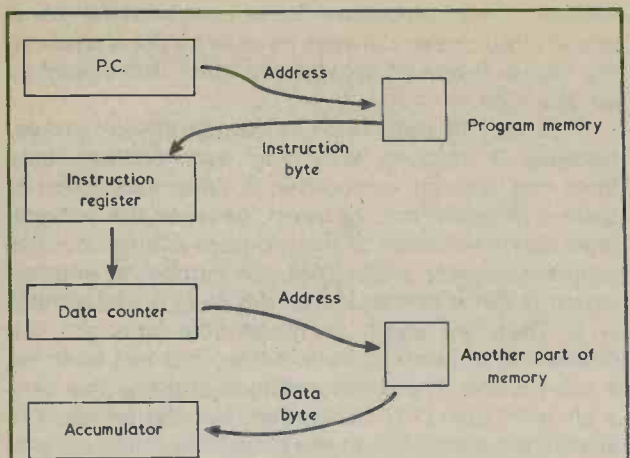 P.C.
Address
Program memory
Instruction
byte
Instruction
register
Data counter
Address
Another part of
memory
Data
byte
Accumulator